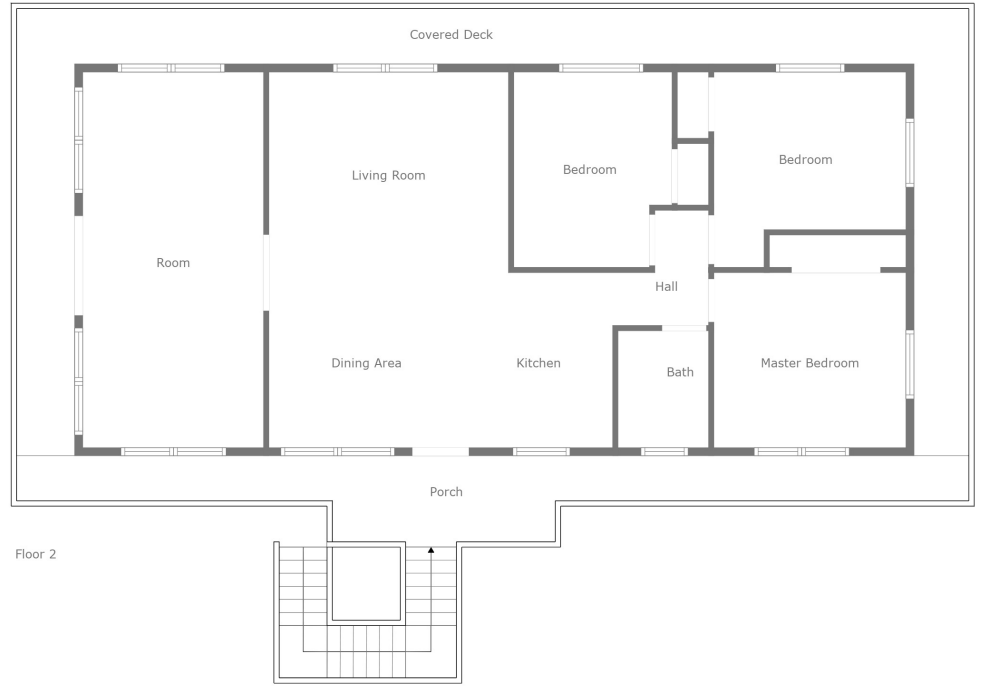 Covered Deck
Living Room
Bedroom
Bedroom
Room
Hall
Dining Area
Kitchen
Bath
Master Bedroom
Porch
Floor 2